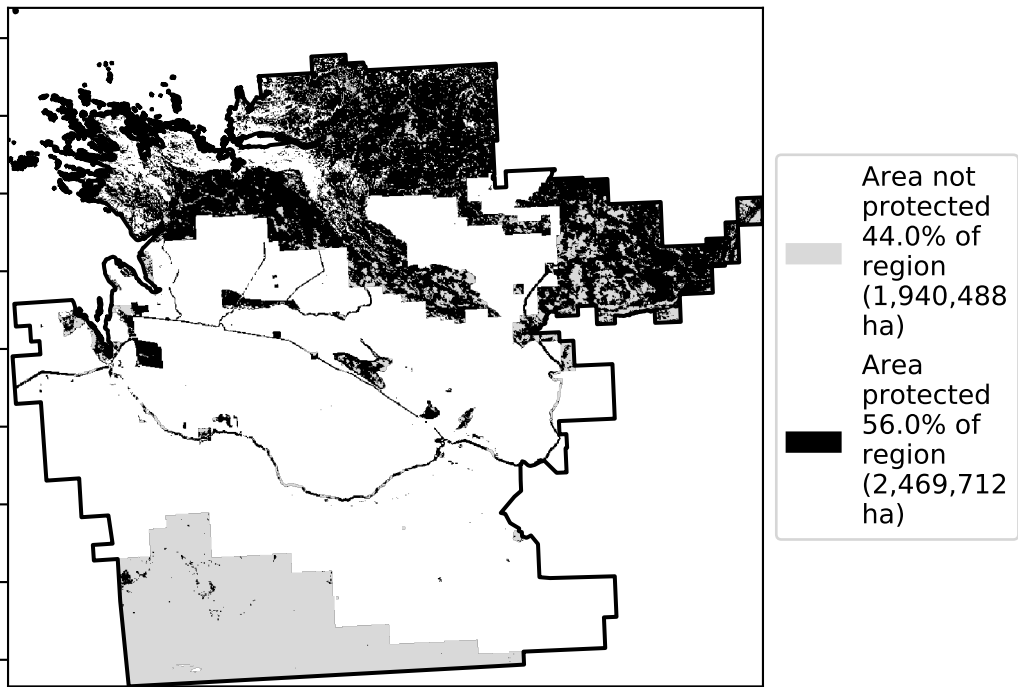 Area not
protected
44.0% of
region
(1,940,488
ha)
Area
protected
56.0% of
region
(2,469,712
ha)